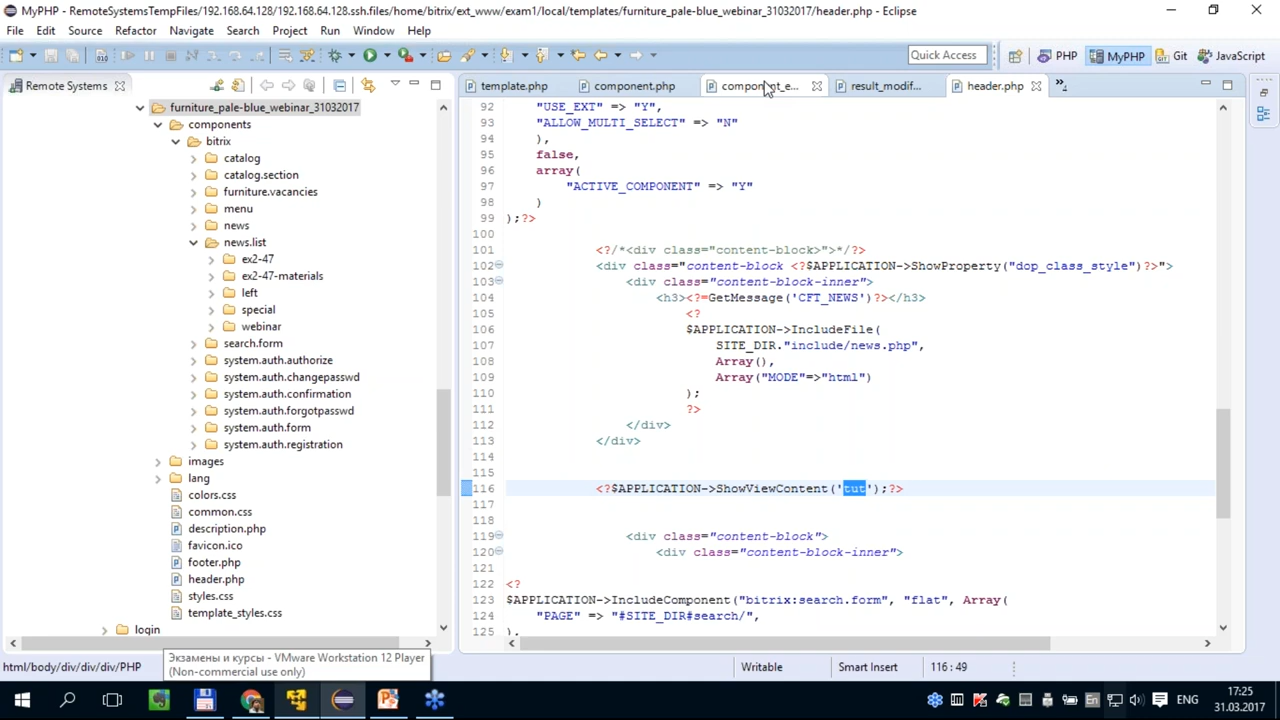 MyPHP - RemoteSystemsTempFiles/192.168.64.128/192.168.64.128.ssh.files/home/bitrix/ext_www/exam1/local/templates/furniture_pale-blue_webinar_31032017/header.php - Eclipse
File Edit Source Refactor Navigate Search Project Run Window Help
Quick Access PHP MyPHP Git JavaScript
Remote Systems
template.php component.php component_e... result_modif... header.php
furniture_pale-blue_webinar_31032017
components
bitrix
catalog
catalog.section
furniture.vacancies
menu
news
news.list
ex2-47
ex2-47-materials
left
special
webinar
search.form
system.auth.authorize
system.auth.changepasswd
system.auth.confirmation
system.auth.forgotpasswd
system.auth.form
system.auth.registration
images
lang
colors.css
common.css
description.php
favicon.ico
footer.php
header.php
styles.css
template_styles.css
login
92 "USE_EXT" => "Y",
93 "ALLOW_MULTI_SELECT" => "N"
94 ),
95 false,
96 array(
97 "ACTIVE_COMPONENT" => "Y"
98 )
99 );?>
100
101 <?/*<div class="content-block">">*/?>
102 <div class="content-block <?$APPLICATION->ShowProperty("dop_class_style")?>">
103 <div class="content-block-inner">
104 <h3><?=GetMessage('CFT_NEWS')?></h3>
105 <?
106 $APPLICATION->IncludeFile(
107 SITE_DIR."include/news.php",
108 Array(),
109 Array("MODE"=>"html")
110 );
111 ?>
112 </div>
113 </div>
114
115
116 <?$APPLICATION->ShowViewContent('tut');?>
117
118
119 <div class="content-block">
120 <div class="content-block-inner">
121
122 <?
123 $APPLICATION->IncludeComponent("bitrix:search.form", "flat", Array(
124 "PAGE" => "#SITE_DIR#search/",
125 ),
html/body/div/div/div/PHP
Экзамены и курсы - VMware Workstation 12 Player
(Non-commercial use only)
Writable Smart Insert 116 : 49
ENG
17:25
31.03.2017